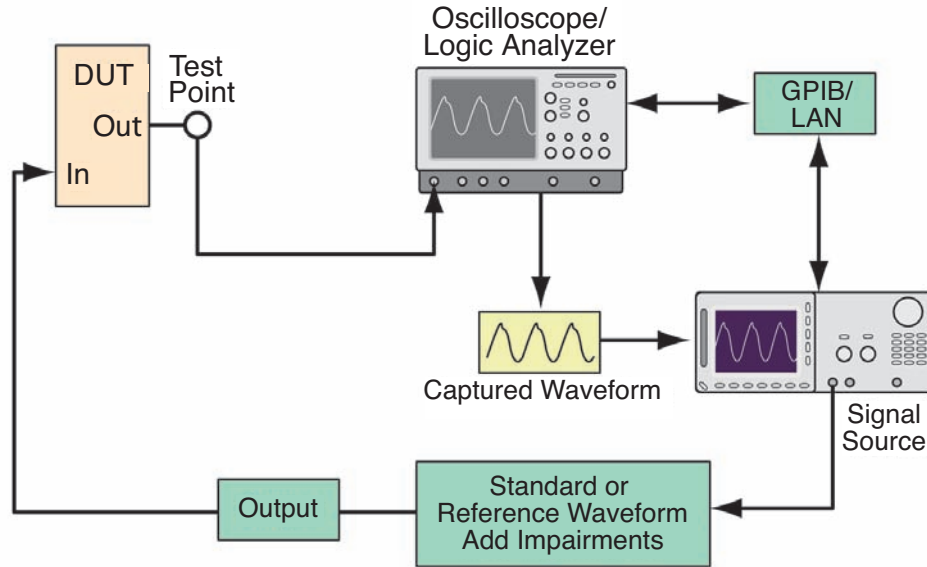 Oscilloscope/
Logic Analyzer
DUT
Test
Point
Out
In
GPIB/
LAN
Captured Waveform
Signal
Source
Output
Standard or
Reference Waveform
Add Impairments